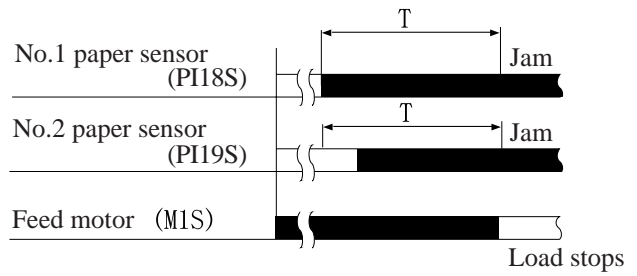 T
No.1 paper sensor
(PI18S)
Jam
No.2 paper sensor
(PI19S)
T
Jam
Feed motor (M1S)
Load stops